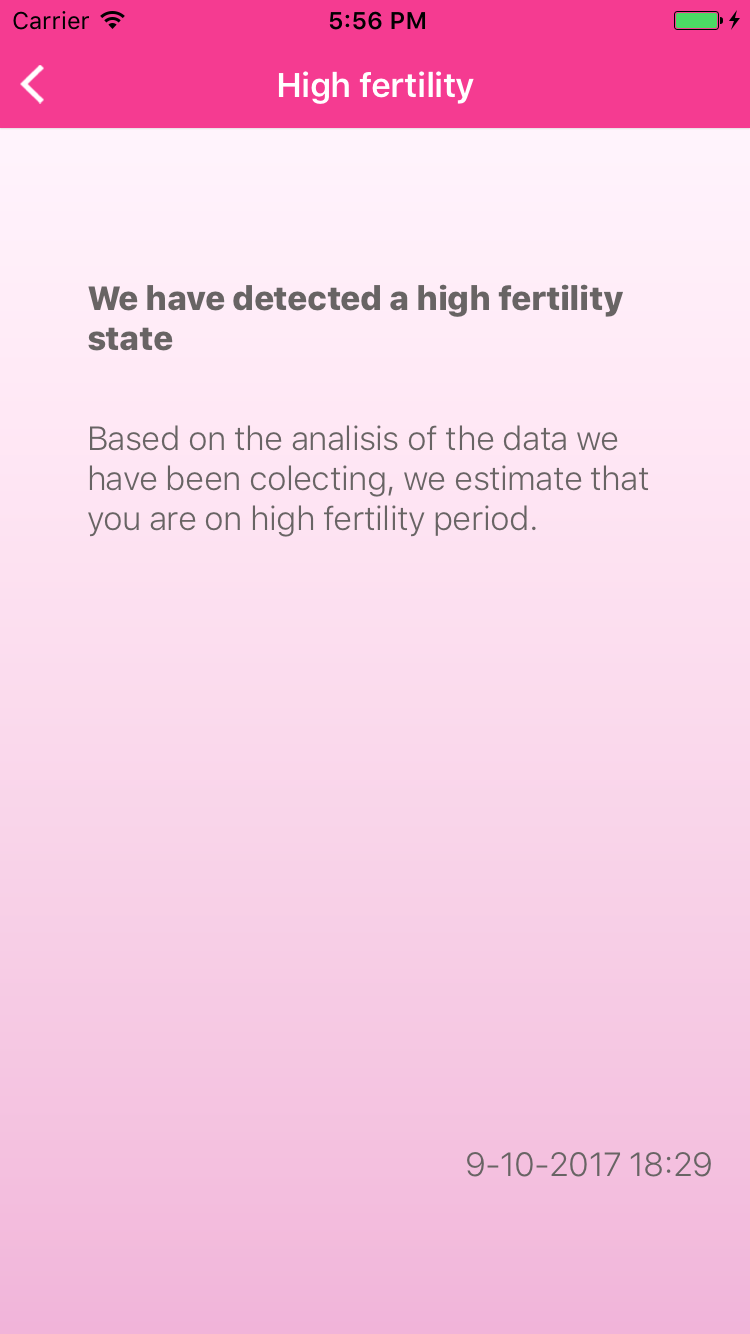 Carrier 5:56 PM
High fertility
We have detected a high fertility
state
Based on the analisis of the data we
have been colecting, we estimate that
you are on high fertility period.
9-10-2017 18:29